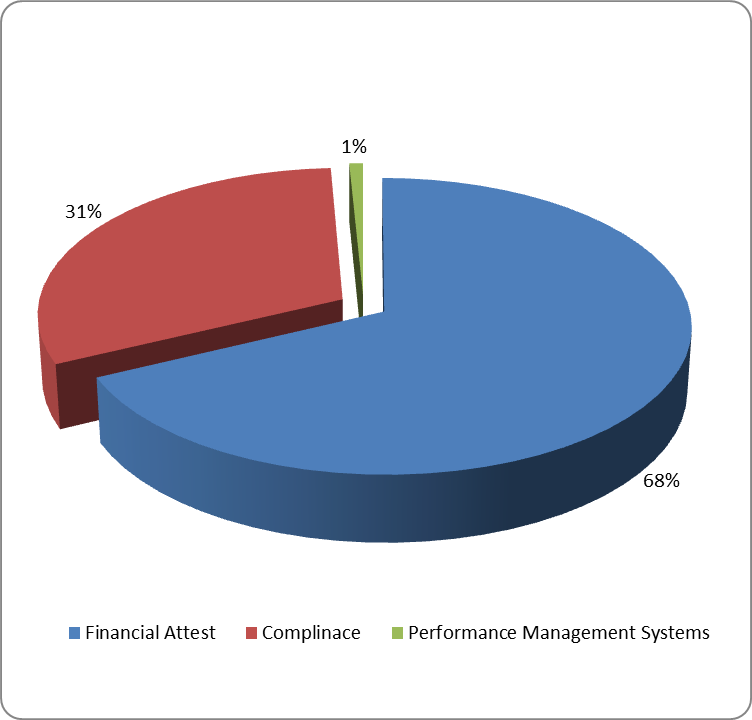 1%
31%
68%
Financial Attest Complinace Performance Management Systems